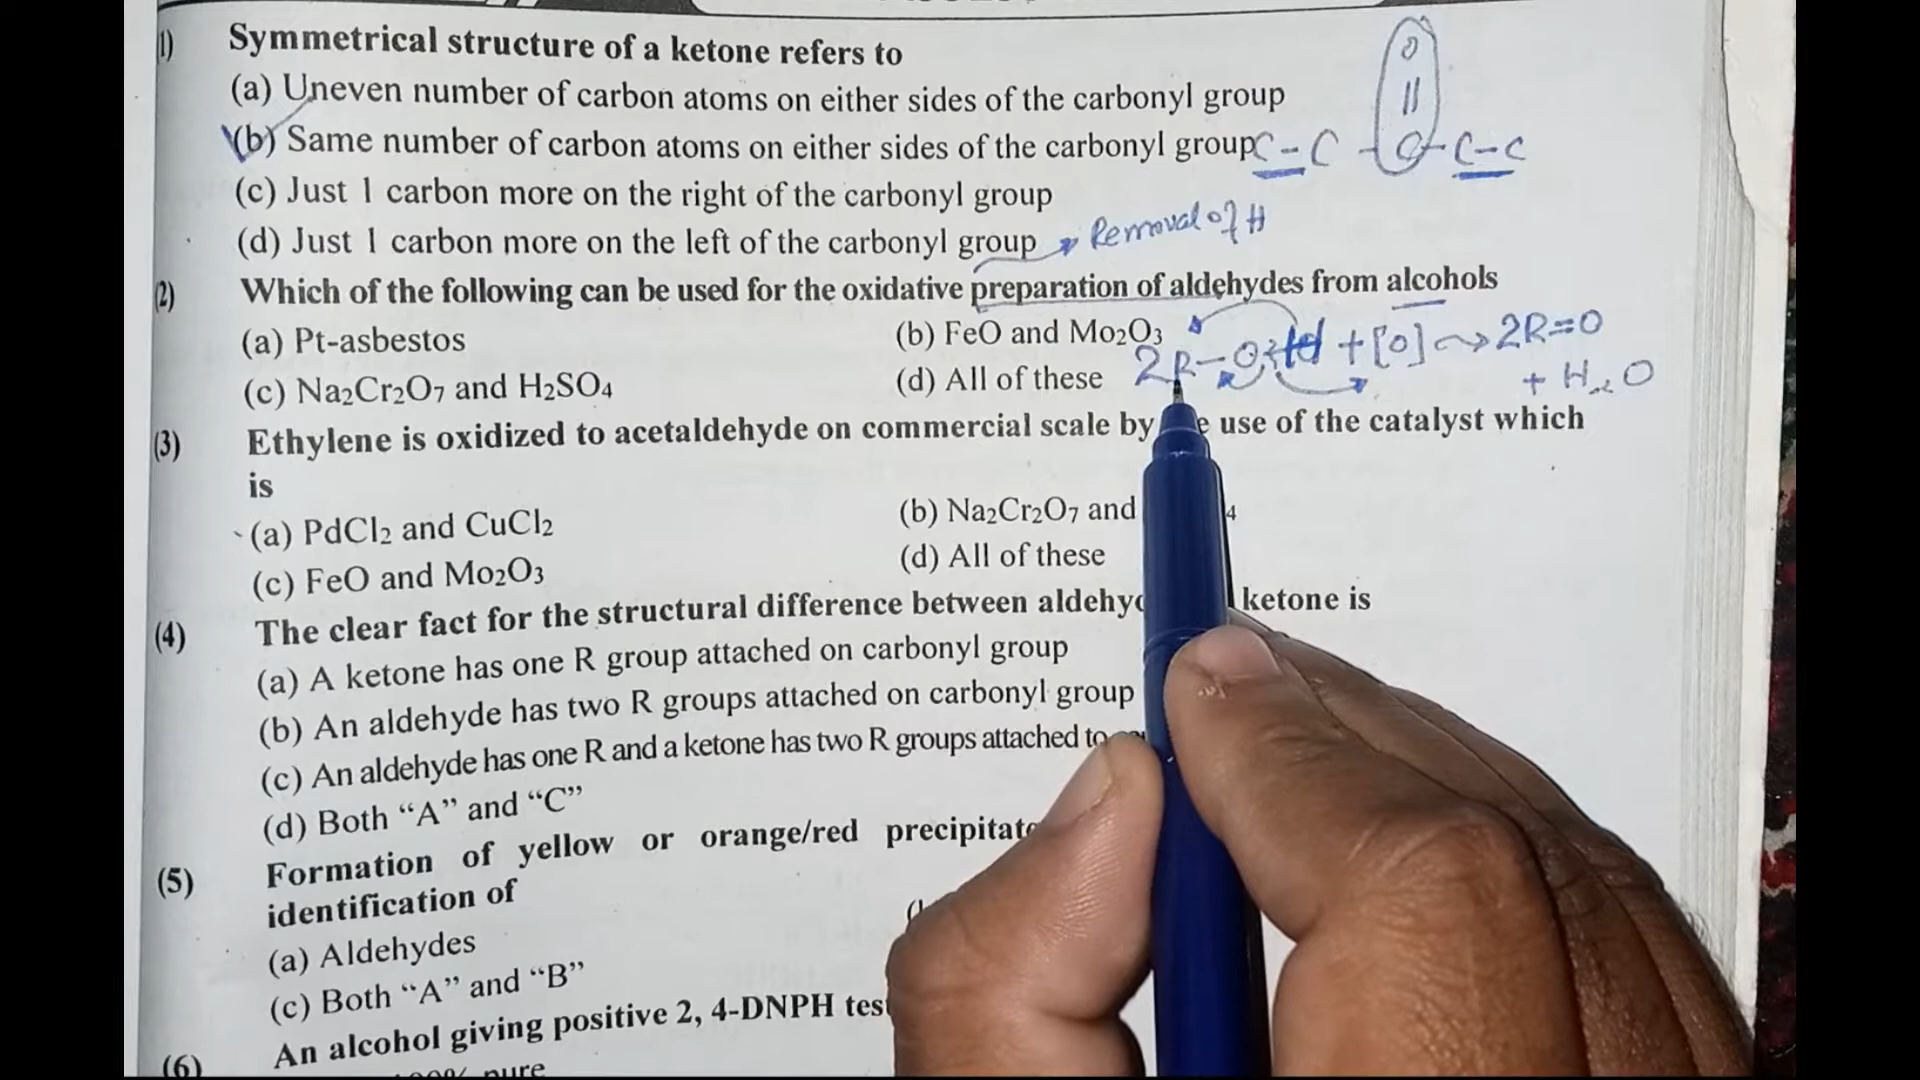 1) Symmetrical structure of a ketone refers to
(a) Uneven number of carbon atoms on either sides of the carbonyl group
(b) Same number of carbon atoms on either sides of the carbonyl group
O
||
C - C - C - C - C
(c) Just 1 carbon more on the right of the carbonyl group
(d) Just 1 carbon more on the left of the carbonyl group
Removal of H
(2) Which of the following can be used for the oxidative preparation of aldehydes from alcohols
(a) Pt-asbestos (b) FeO and Mo₂O₃
(c) Na₂Cr₂O₇ and H₂SO₄ (d) All of these
+ [O] → 2R=O
+ H₂O
(3) Ethylene is oxidized to acetaldehyde on commercial scale by use of the catalyst which
is
(a) PdCl₂ and CuCl₂ (b) Na₂Cr₂O₇ and 4
(c) FeO and Mo₂O₃ (d) All of these
(4) The clear fact for the structural difference between ketone is
(a) A ketone has one R group attached on carbonyl group
(b) An aldehyde has two R groups attached on carbonyl group
(c) An aldehyde has one R and a ketone has two R groups attached to
(d) Both “A” and “C”
(5) Formation of yellow or orange/red
identification of
(a) Aldehydes
(c) Both “A” and “B”
(6) An alcohol giving positive 2, 4-DNPH
pure